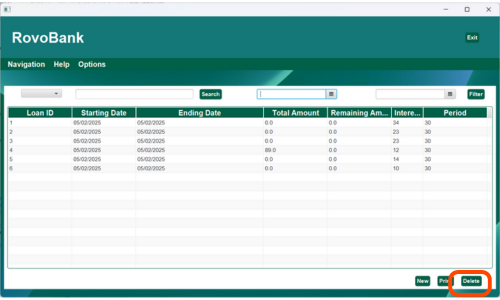 RovoBank
Exit
Navigation Help Options
Search
Filter
Loan ID Starting Date Ending Date Total Amount Remaining Am... Intere... Period
1 05/02/2025 05/02/2025 0.0 0.0 34 30
2 05/02/2025 05/02/2025 0.0 0.0 23 30
3 05/02/2025 05/02/2025 0.0 0.0 23 30
4 05/02/2025 05/02/2025 89.0 0.0 12 30
5 05/02/2025 05/02/2025 0.0 0.0 14 30
6 05/02/2025 05/02/2025 0.0 0.0 10 30
New Print Delete